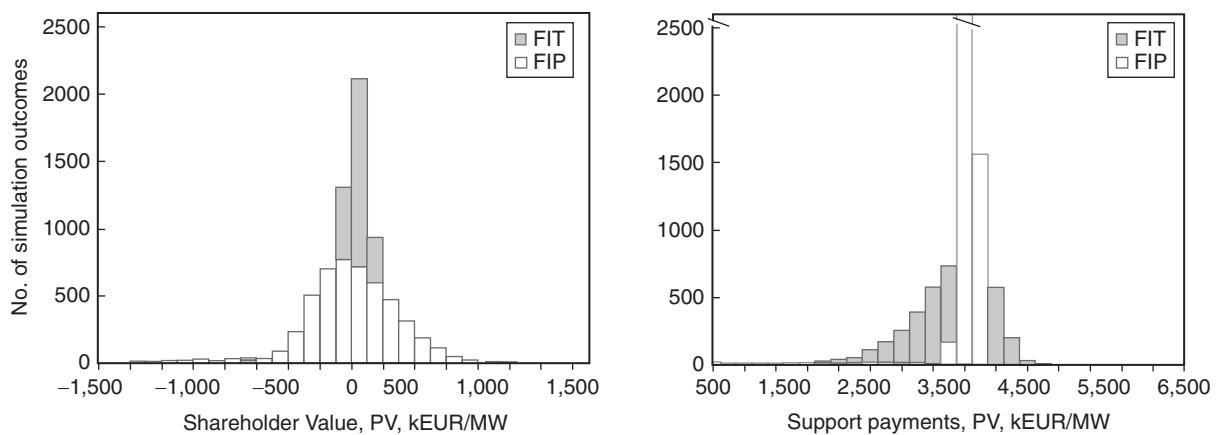 2500
2000
1500
1000
500
0
No. of simulation outcomes
FIT
FIP
−1,500 −1,000 −500 0 500 1,000 1,500
Shareholder Value, PV, kEUR/MW
2500
2000
1500
1000
500
0
FIT
FIP
500 1,500 2,500 3,500 4,500 5,500 6,500
Support payments, PV, kEUR/MW